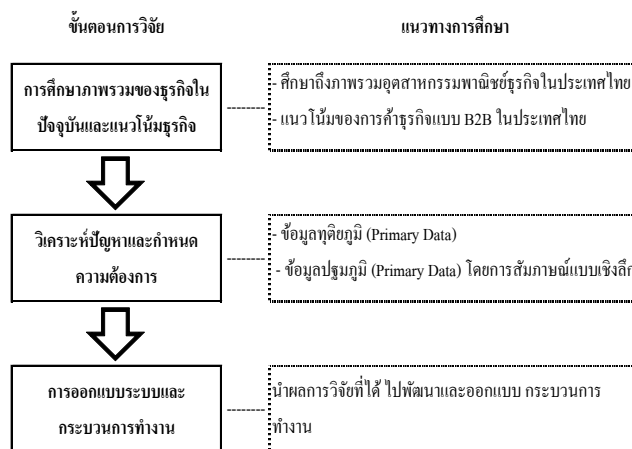 ขั้นตอนการวิจัย
แนวทางการศึกษา
การศึกษาภาพรวมของธุรกิจใน
ปัจจุบันและแนวโน้มธุรกิจ
- ศึกษาถึงภาพรวมอุตสาหกรรมพาณิชย์ธุรกิจในประเทศไทย
- แนวโน้มของการค้าธุรกิจแบบ B2B ในประเทศไทย
วิเคราะห์ปัญหาและกำหนด
ความต้องการ
- ข้อมูลทุติยภูมิ (Primary Data)
- ข้อมูลปฐมภูมิ (Primary Data) โดยการสัมภาษณ์แบบเชิงลึก
การออกแบบระบบและ
กระบวนการทำงาน
นำผลการวิจัยที่ได้ ไปพัฒนาและออกแบบ กระบวนการ
ทำงาน